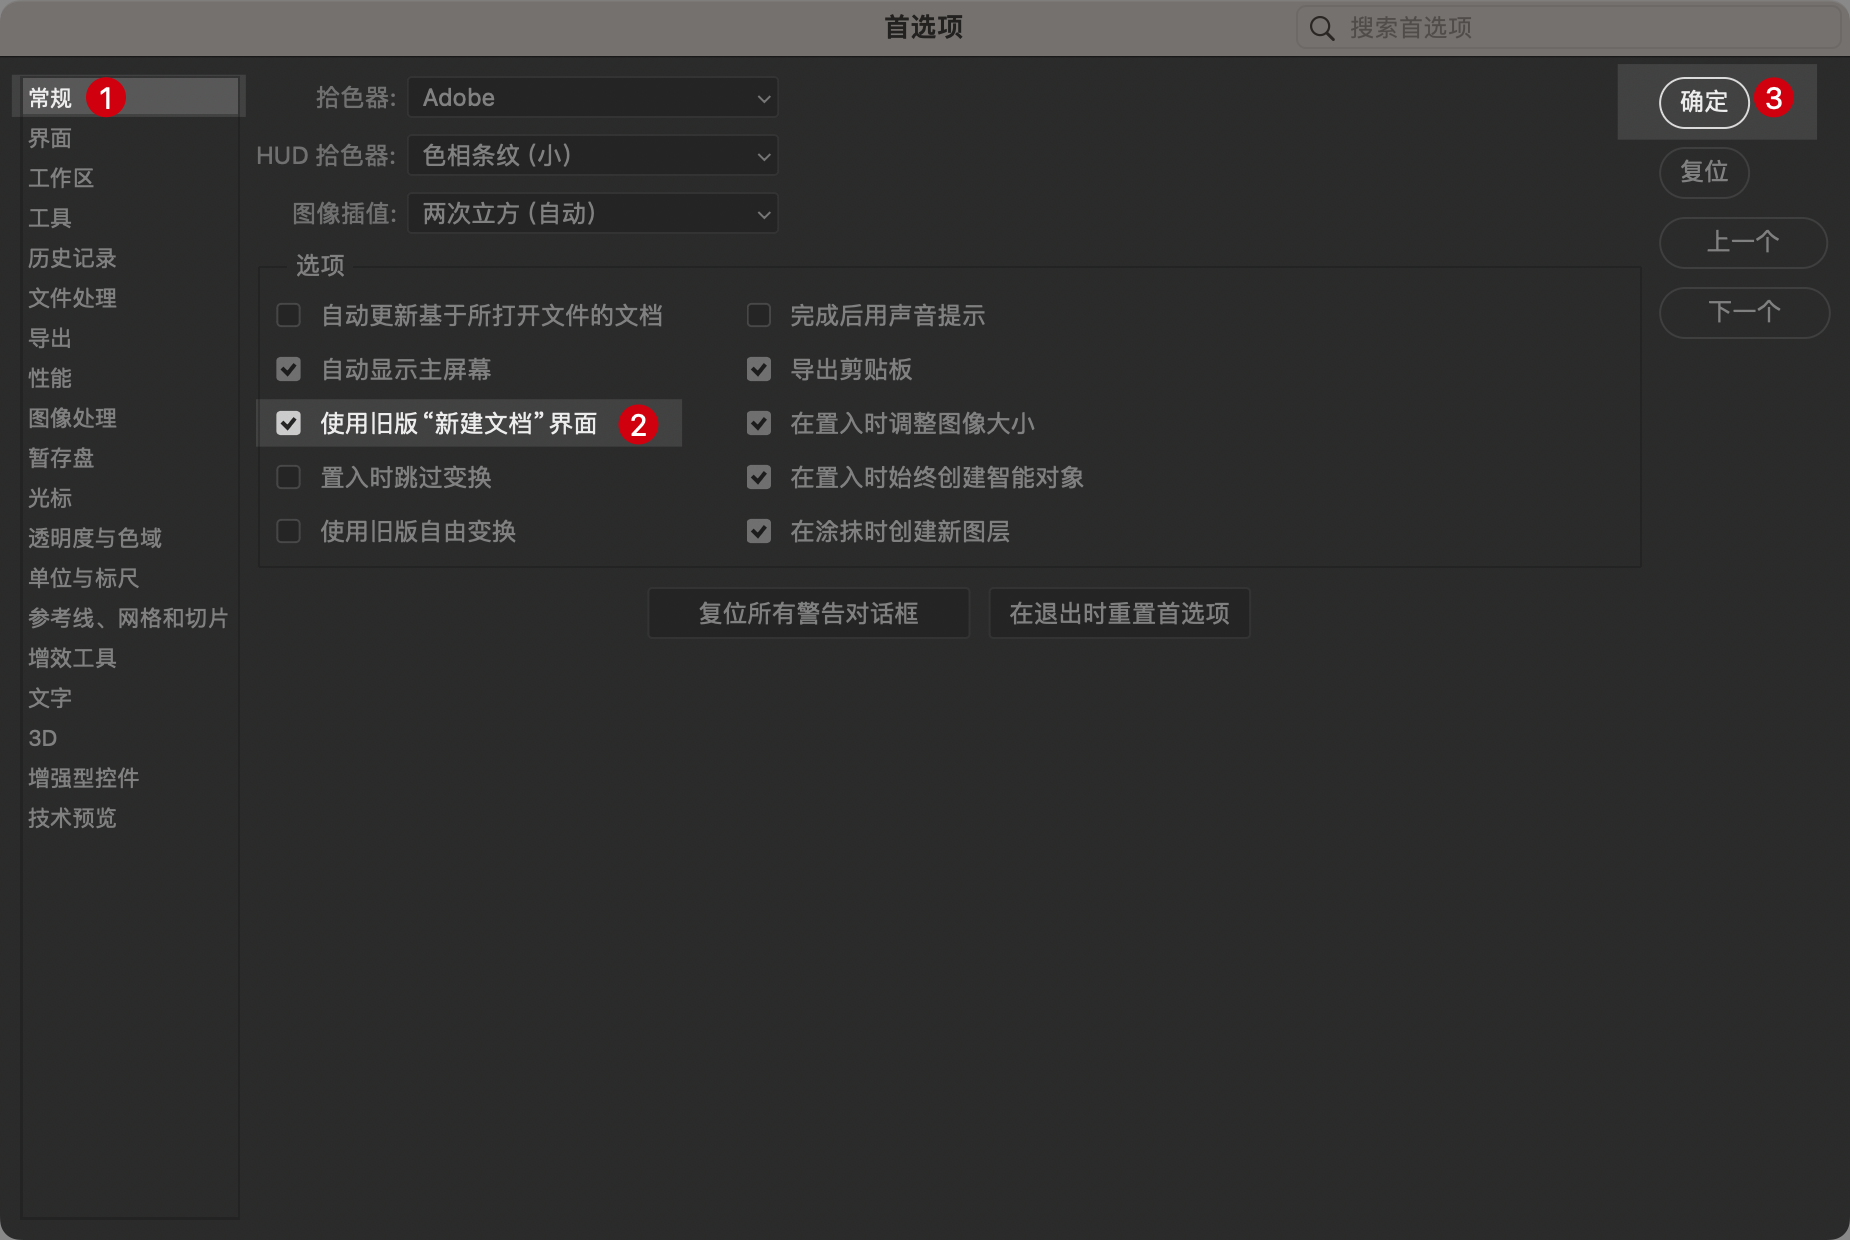 首选项
搜索首选项
常规 1
界面
工作区
工具
历史记录
文件处理
导出
性能
图像处理
暂存盘
光标
透明度与色域
单位与标尺
参考线、网格和切片
增效工具
文字
3D
增强型控件
技术预览
拾色器: Adobe
HUD 拾色器: 色相条纹 (小)
图像插值: 两次立方 (自动)
选项
自动更新基于所打开文件的文档
自动显示主屏幕
使用旧版“新建文档”界面 2
置入时跳过变换
使用旧版自由变换
完成后用声音提示
导出剪贴板
在置入时调整图像大小
在置入时始终创建智能对象
在涂抹时创建新图层
复位所有警告对话框
在退出时重置首选项
确定 3
复位
上一个
下一个